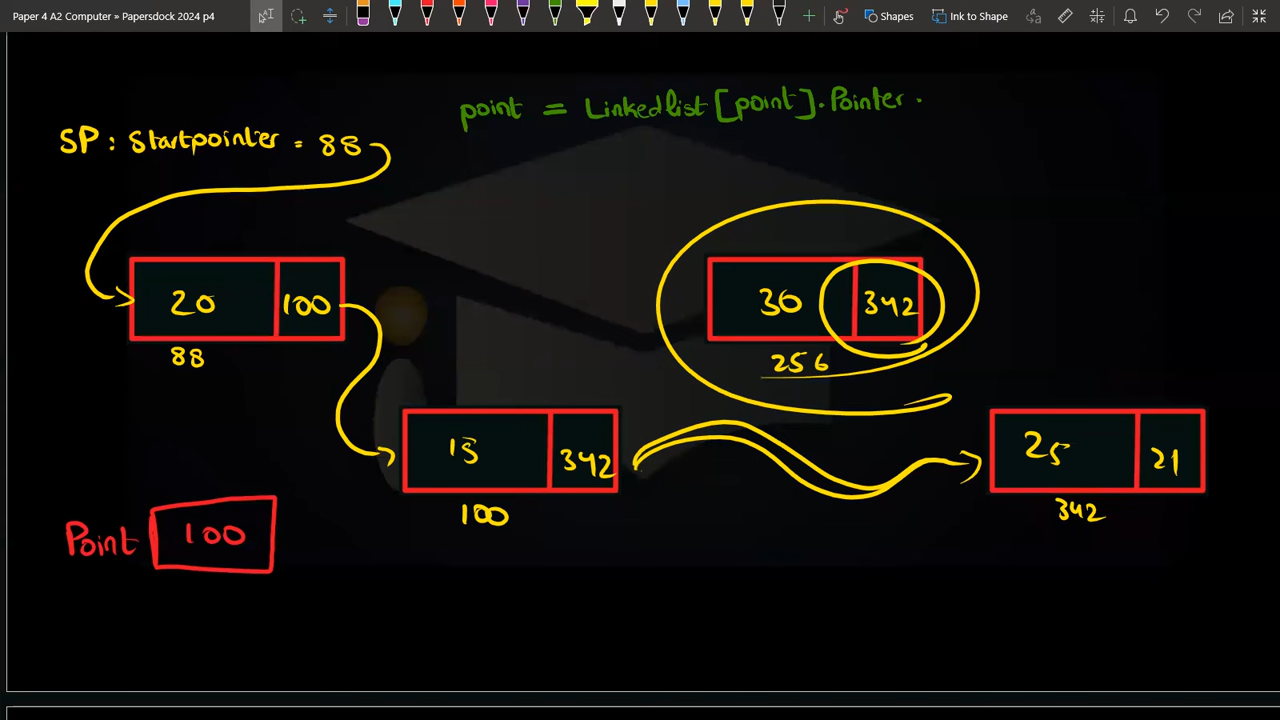 Paper 4 A2 Computer » Papersdock 2024 p4
Shapes
Ink to Shape
point = Linkedlist[point].Pointer.
SP: Startpointer = 88
20 100
88
30 342
256
15 342
100
25 21
342
Point 100